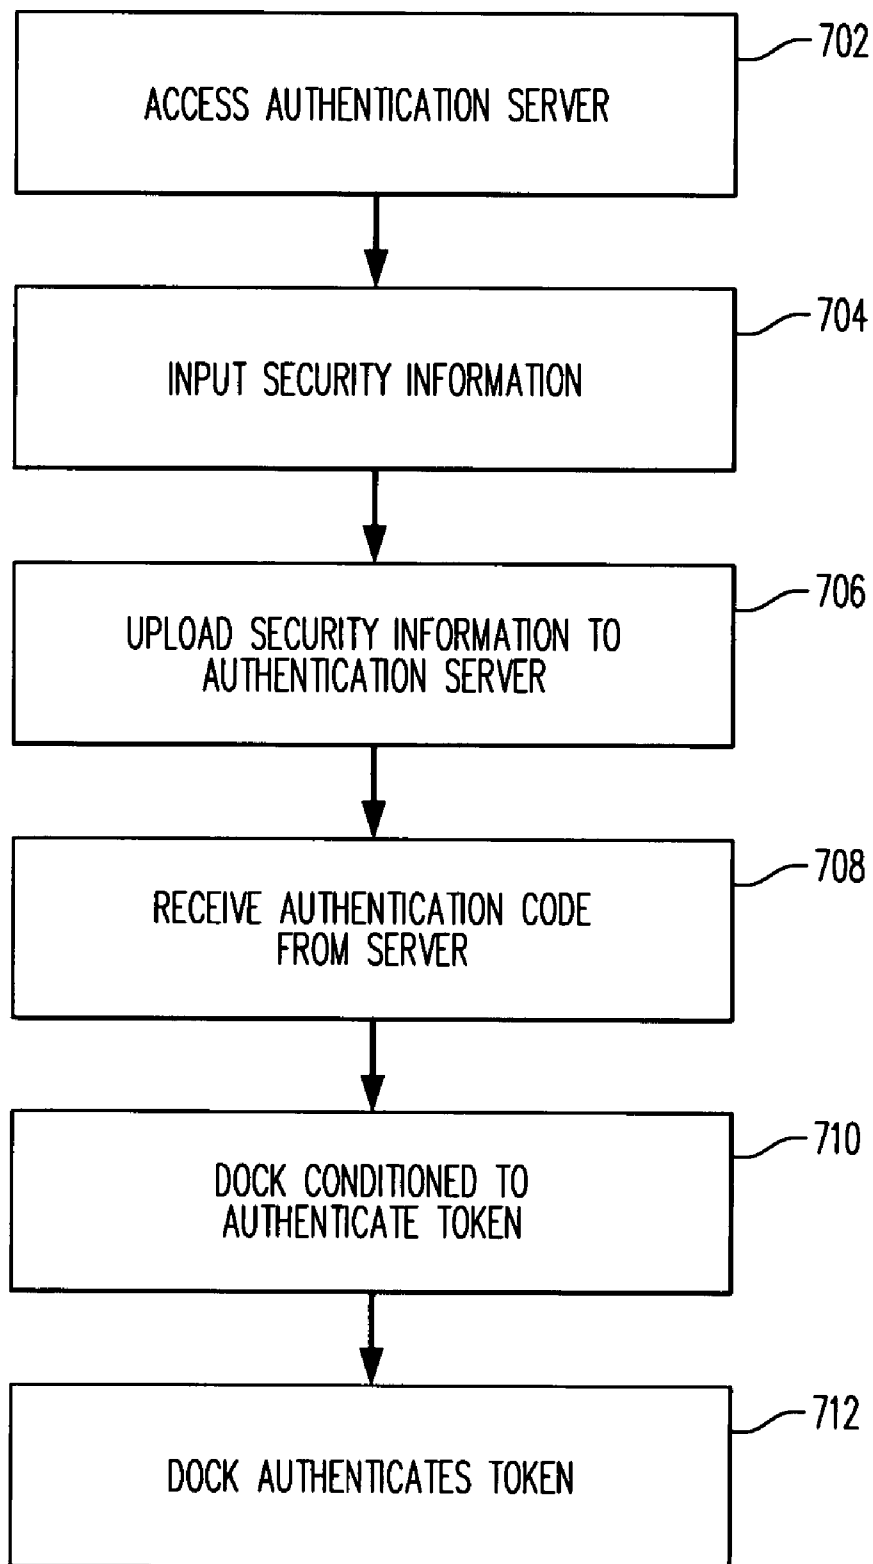 ACCESS AUTHENTICATION SERVER
702
INPUT SECURITY INFORMATION
704
UPLOAD SECURITY INFORMATION TO
AUTHENTICATION SERVER
706
RECEIVE AUTHENTICATION CODE
FROM SERVER
708
DOCK CONDITIONED TO
AUTHENTICATE TOKEN
710
DOCK AUTHENTICATES TOKEN
712